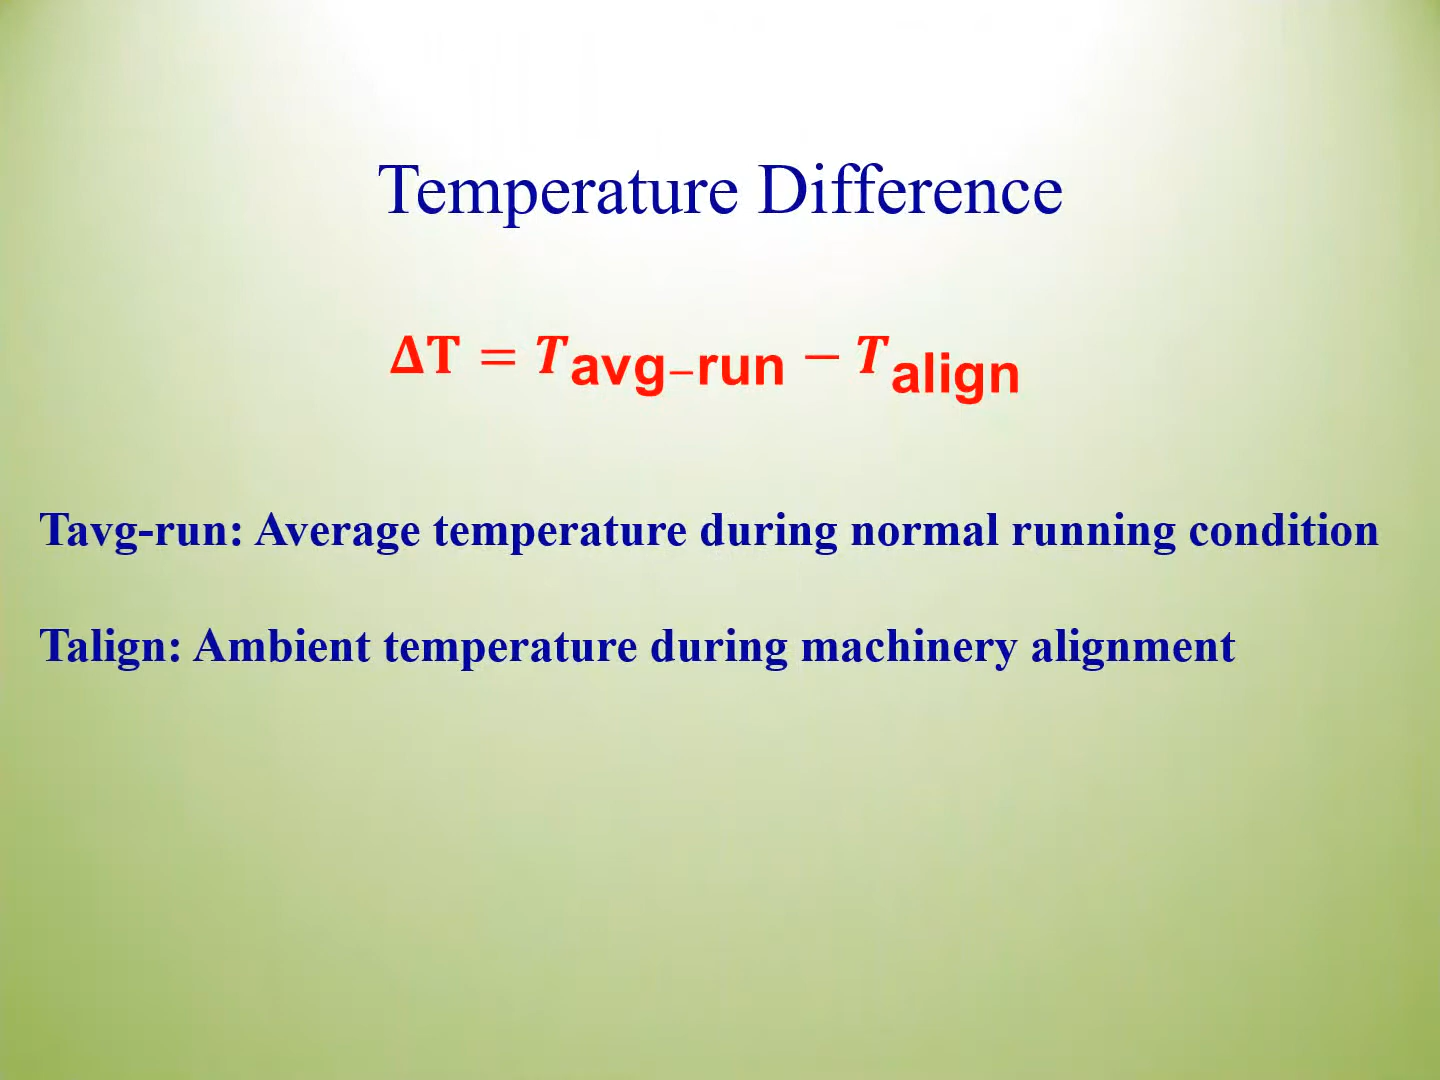 Temperature Difference
ΔT = Tavg−run − Talign
Tavg-run: Average temperature during normal running condition
Talign: Ambient temperature during machinery alignment